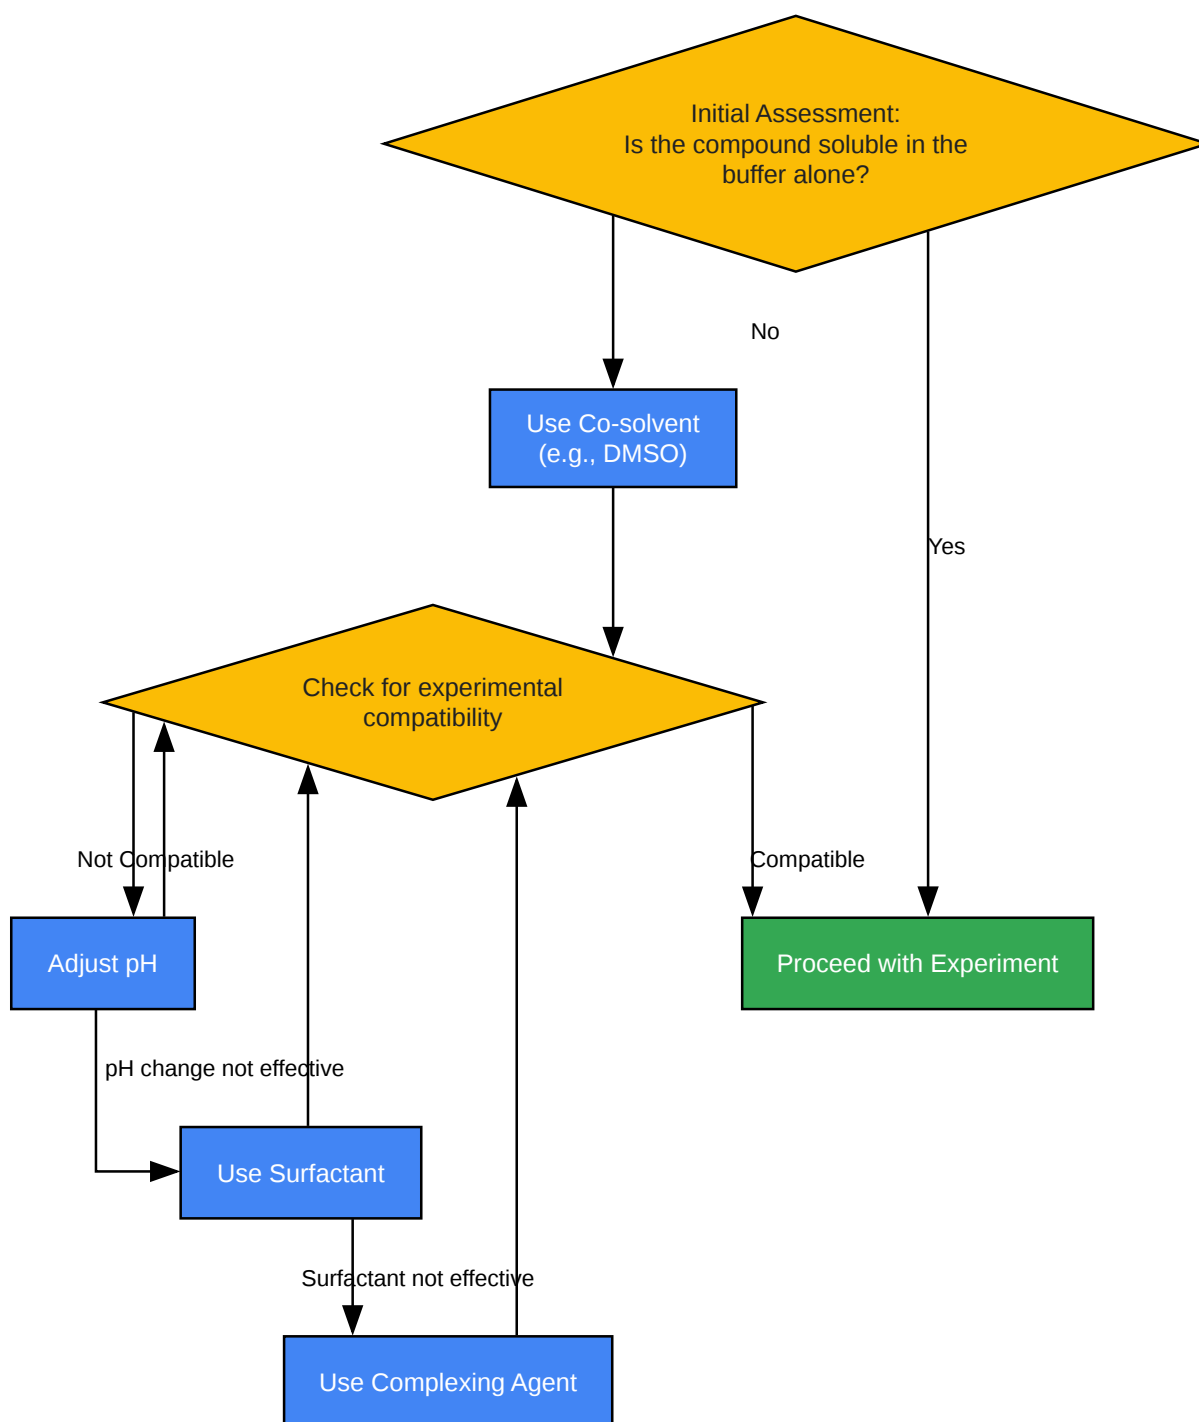 Initial Assessment:
Is the compound soluble in the
buffer alone?
No
Use Co-solvent
(e.g., DMSO)
Yes
Check for experimental
compatibility
Not Compatible
Compatible
Adjust pH
Proceed with Experiment
pH change not effective
Use Surfactant
Surfactant not effective
Use Complexing Agent